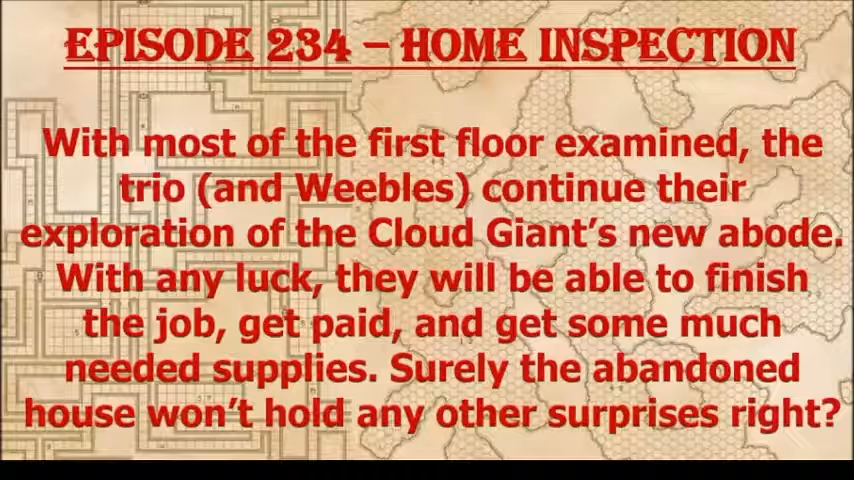 EPISODE 234 – HOME INSPECTION
With most of the first floor examined, the
trio (and Weebles) continue their
exploration of the Cloud Giant’s new abode.
With any luck, they will be able to finish
the job, get paid, and get some much
needed supplies. Surely the abandoned
house won’t hold any other surprises right?